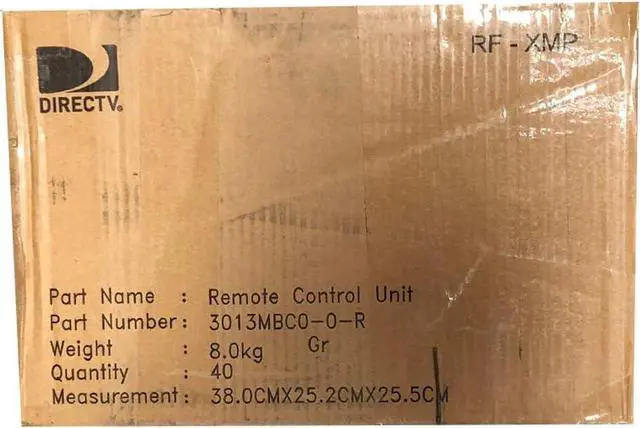 RF - XMP
DIRECTV®
Part Name : Remote Control Unit
Part Number: 3013MBC0-0-R
Weight : 8.0kg Gr
Quantity : 40
Measurement: 38.0CMX25.2CMX25.5CM